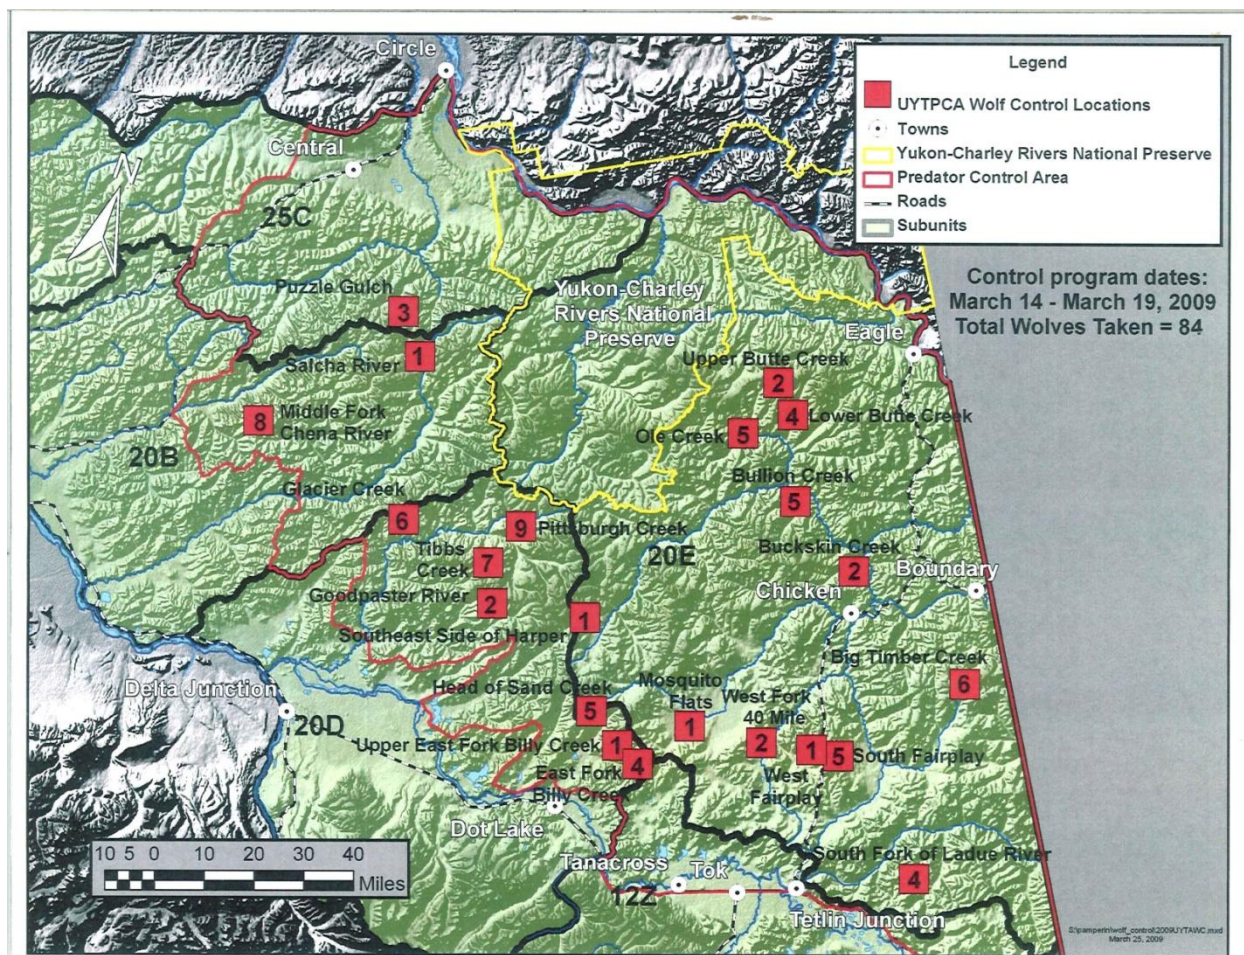 Circle
Legend
UYTPCA Wolf Control Locations
Towns
Yukon-Charley Rivers National Preserve
Predator Control Area
Roads
Subunits
Control program dates:
March 14 - March 19, 2009
Total Wolves Taken = 84
N
Central
25C
Puzzle Gulch
3
Yukon-Charley
Rivers National
Preserve
Eagle
Salcha River
1
Upper Butte Creek
2
8
Middle Fork
Chena River
4
Lower Butte Creek
Ole Creek
5
20B
Bullion Creek
5
Glacier Creek
6
9
Pittsburgh Creek
20E
Tibbs
Creek
7
Buckskin Creek
2
Boundary
Goodpaster River
2
Chicken
Southeast Side of Harper
1
Big Timber Creek
6
Delta Junction
20D
Head of Sand Creek
5
Mosquito
Flats
1
West Fork
40 Mile
2
1
5
South Fairplay
West
Fairplay
Upper East Fork Billy Creek
1
East Fork
Billy Creek
4
Dot Lake
10 5 0 10 20 30 40
Miles
Tanacross
Tok
12Z
South Fork of Ladue River
4
Tetlin Junction
March 25, 2009